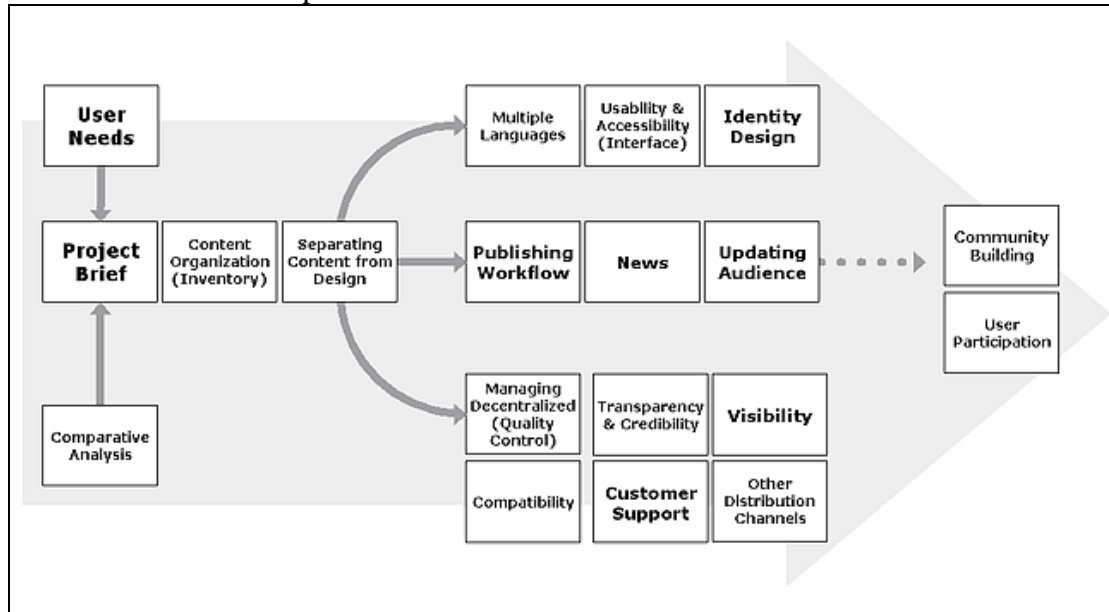 User
Needs
Multiple
Languages
Usability &
Accessibility
(Interface)
Identity
Design
Project
Brief
Content
Organization
(Inventory)
Separating
Content from
Design
Publishing
Workflow
News
Updating
Audience
Community
Building
User
Participation
Comparative
Analysis
Managing
Decentralized
(Quality
Control)
Transparency
& Credibility
Visibility
Compatibility
Customer
Support
Other
Distribution
Channels